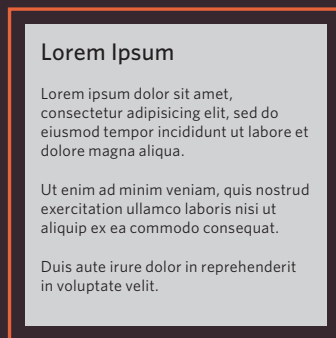 Lorem Ipsum
Lorem ipsum dolor sit amet,
consectetur adipisicing elit, sed do
eiusmod tempor incididunt ut labore et
dolore magna aliqua.
Ut enim ad minim veniam, quis nostrud
exercitation ullamco laboris nisi ut
aliquip ex ea commodo consequat.
Duis aute irure dolor in reprehenderit
in voluptate velit.